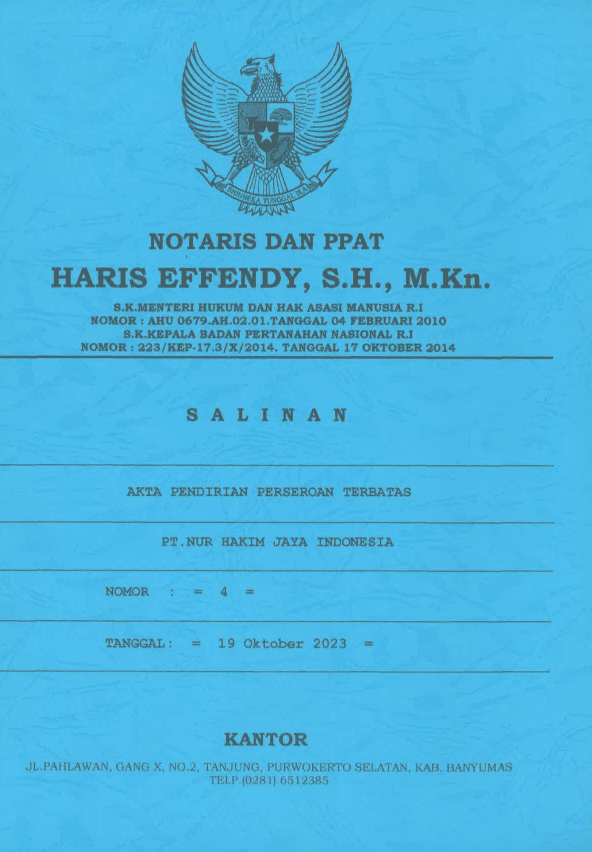 BHINNEKA TUNGGAL IKA
NOTARIS DAN PPAT
HARIS EFFENDY, S.H., M.Kn.
S.K.MENTERI HUKUM DAN HAK ASASI MANUSIA R.I
NOMOR : AHU 0679.AH.02.01.TANGGAL 04 FEBRUARI 2010
S.K.KEPALA BADAN PERTANAHAN NASIONAL R.I
NOMOR : 223/KEP-17.3/X/2014. TANGGAL 17 OKTOBER 2014
S A L I N A N
AKTA PENDIRIAN PERSEROAN TERBATAS
PT.NUR HAKIM JAYA INDONESIA
NOMOR : = 4 =
TANGGAL: = 19 Oktober 2023 =
KANTOR
JL.PAHLAWAN, GANG X, NO.2, TANJUNG, PURWOKERTO SELATAN, KAB. BANYUMAS
TELP.(0281) 6512385